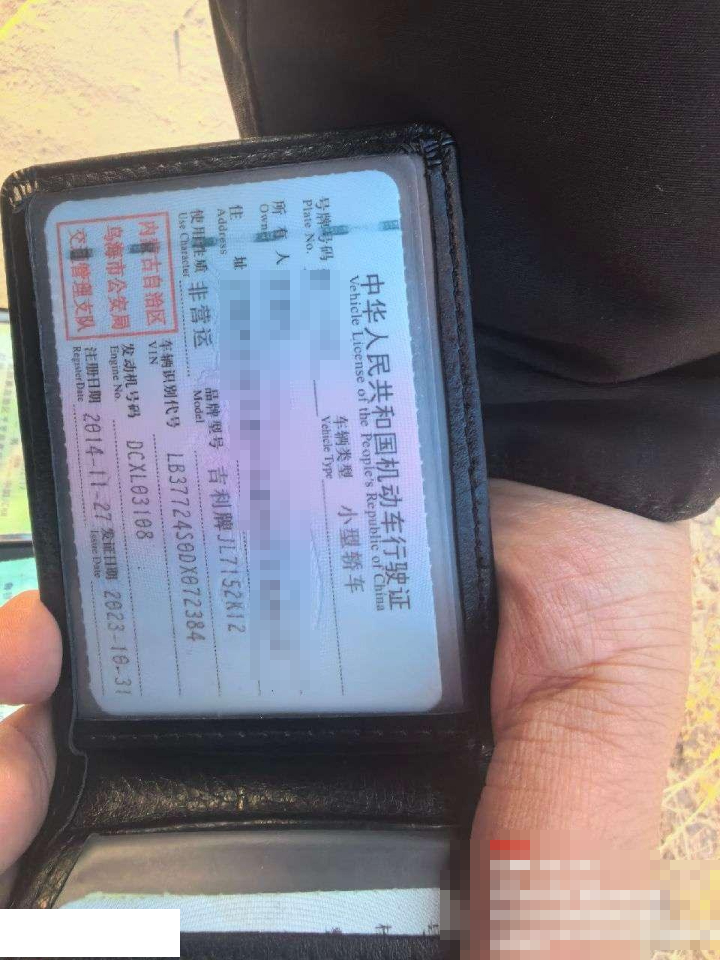 中华人民共和国机动车行驶证
Vehicle License of the People's Republic of China
号牌号码
Plate No.
车辆类型 小型轿车
Vehicle Type
所有人
Owner
住址
Address
使用性质 非营运
Use Character
品牌型号 吉利牌JL7152K12
Model
内蒙古自治区
乌海市公安局
交通管理支队
车辆识别代号 LB37724S0DX072384
VIN
发动机号码 DCXL03108
Engine No.
注册日期 2014-11-27
Register Date
发证日期 2023-10-31
Issue Date